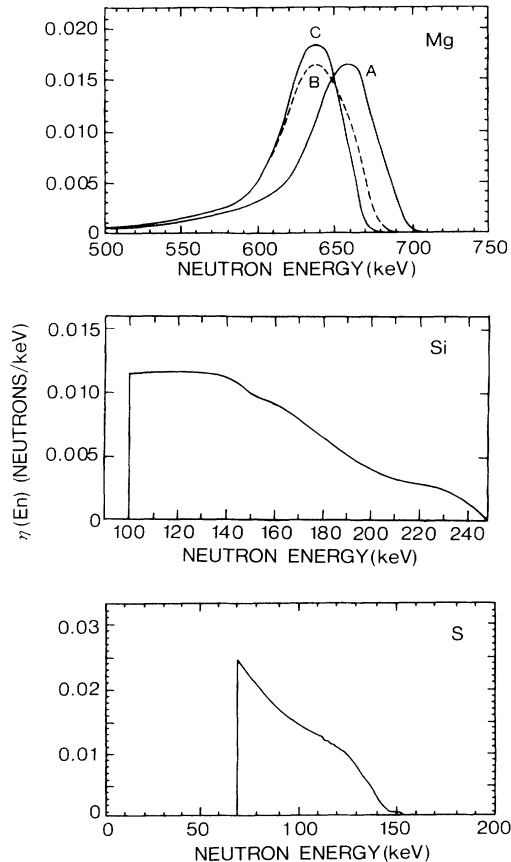 0.020
0.015
0.010
0.005
0
C
B
A
Mg
500 550 600 650 700 750
NEUTRON ENERGY(keV)
η(En) (NEUTRONS/keV)
0.015
0.010
0.005
0
Si
100 120 140 160 180 200 220 240
NEUTRON ENERGY(keV)
0.03
0.02
0.01
0
S
0 50 100 150 200
NEUTRON ENERGY(keV)